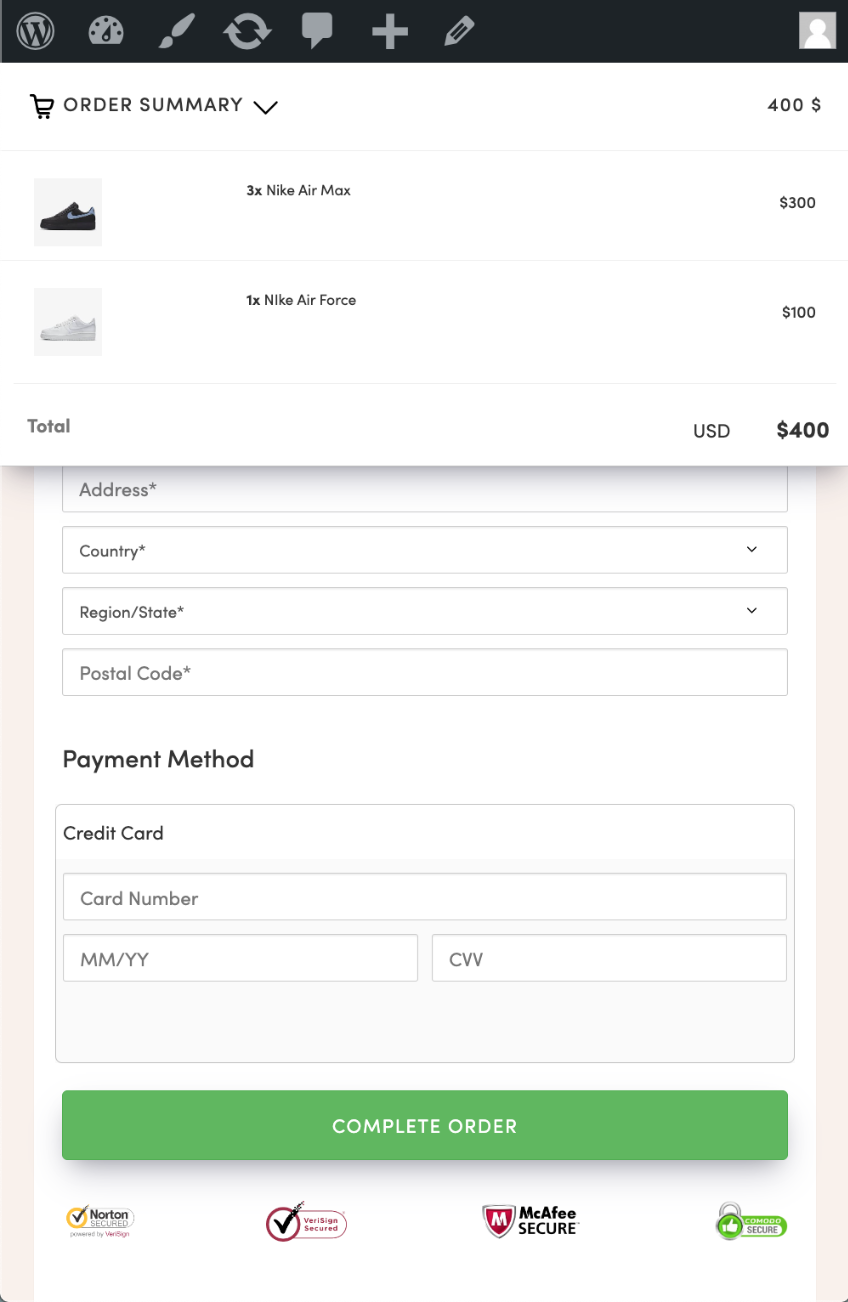 ORDER SUMMARY 400 $
3x Nike Air Max
$300
1x NIke Air Force
$100
Total USD $400
Address*
Country*
Region/State*
Postal Code*
Payment Method
Credit Card
Card Number
MM/YY CVV
COMPLETE ORDER
Norton
SECURED
powered by VeriSign
VeriSign
Secured
McAfee
SECURE
COMODO
SECURE